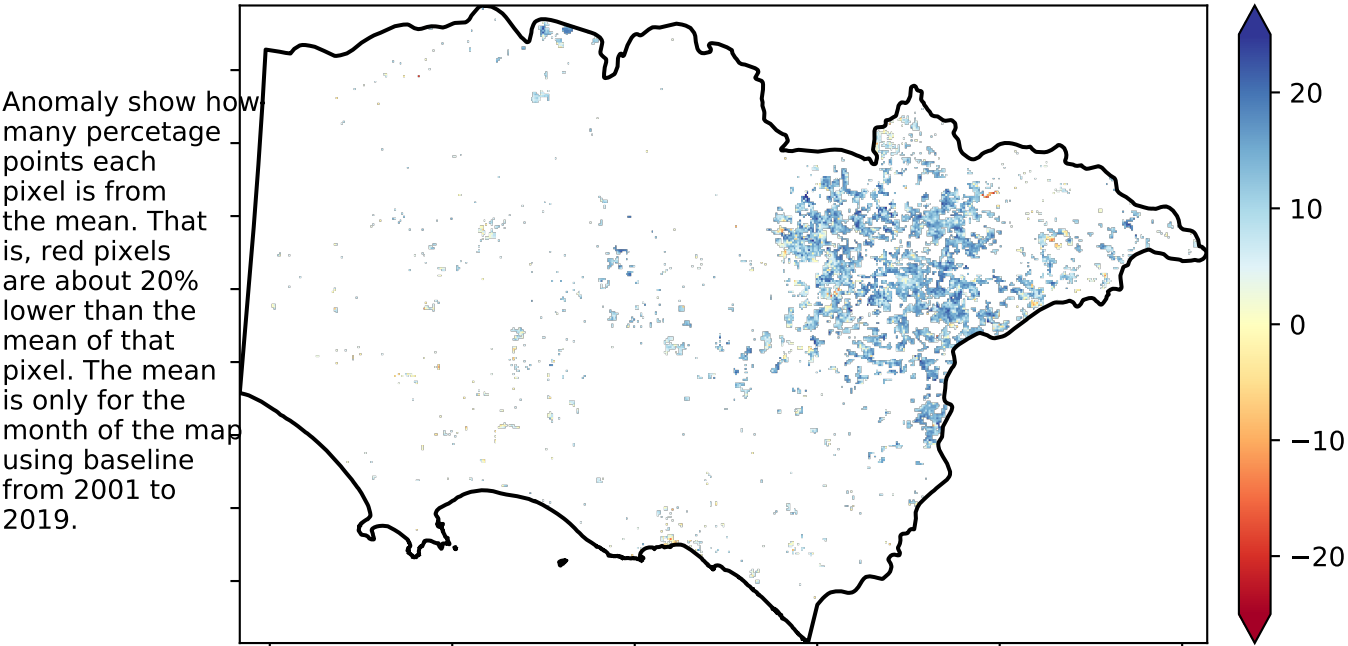 Anomaly show how
many percetage
points each
pixel is from
the mean. That
is, red pixels
are about 20%
lower than the
mean of that
pixel. The mean
is only for the
month of the map
using baseline
from 2001 to
2019.
20
10
0
−10
−20